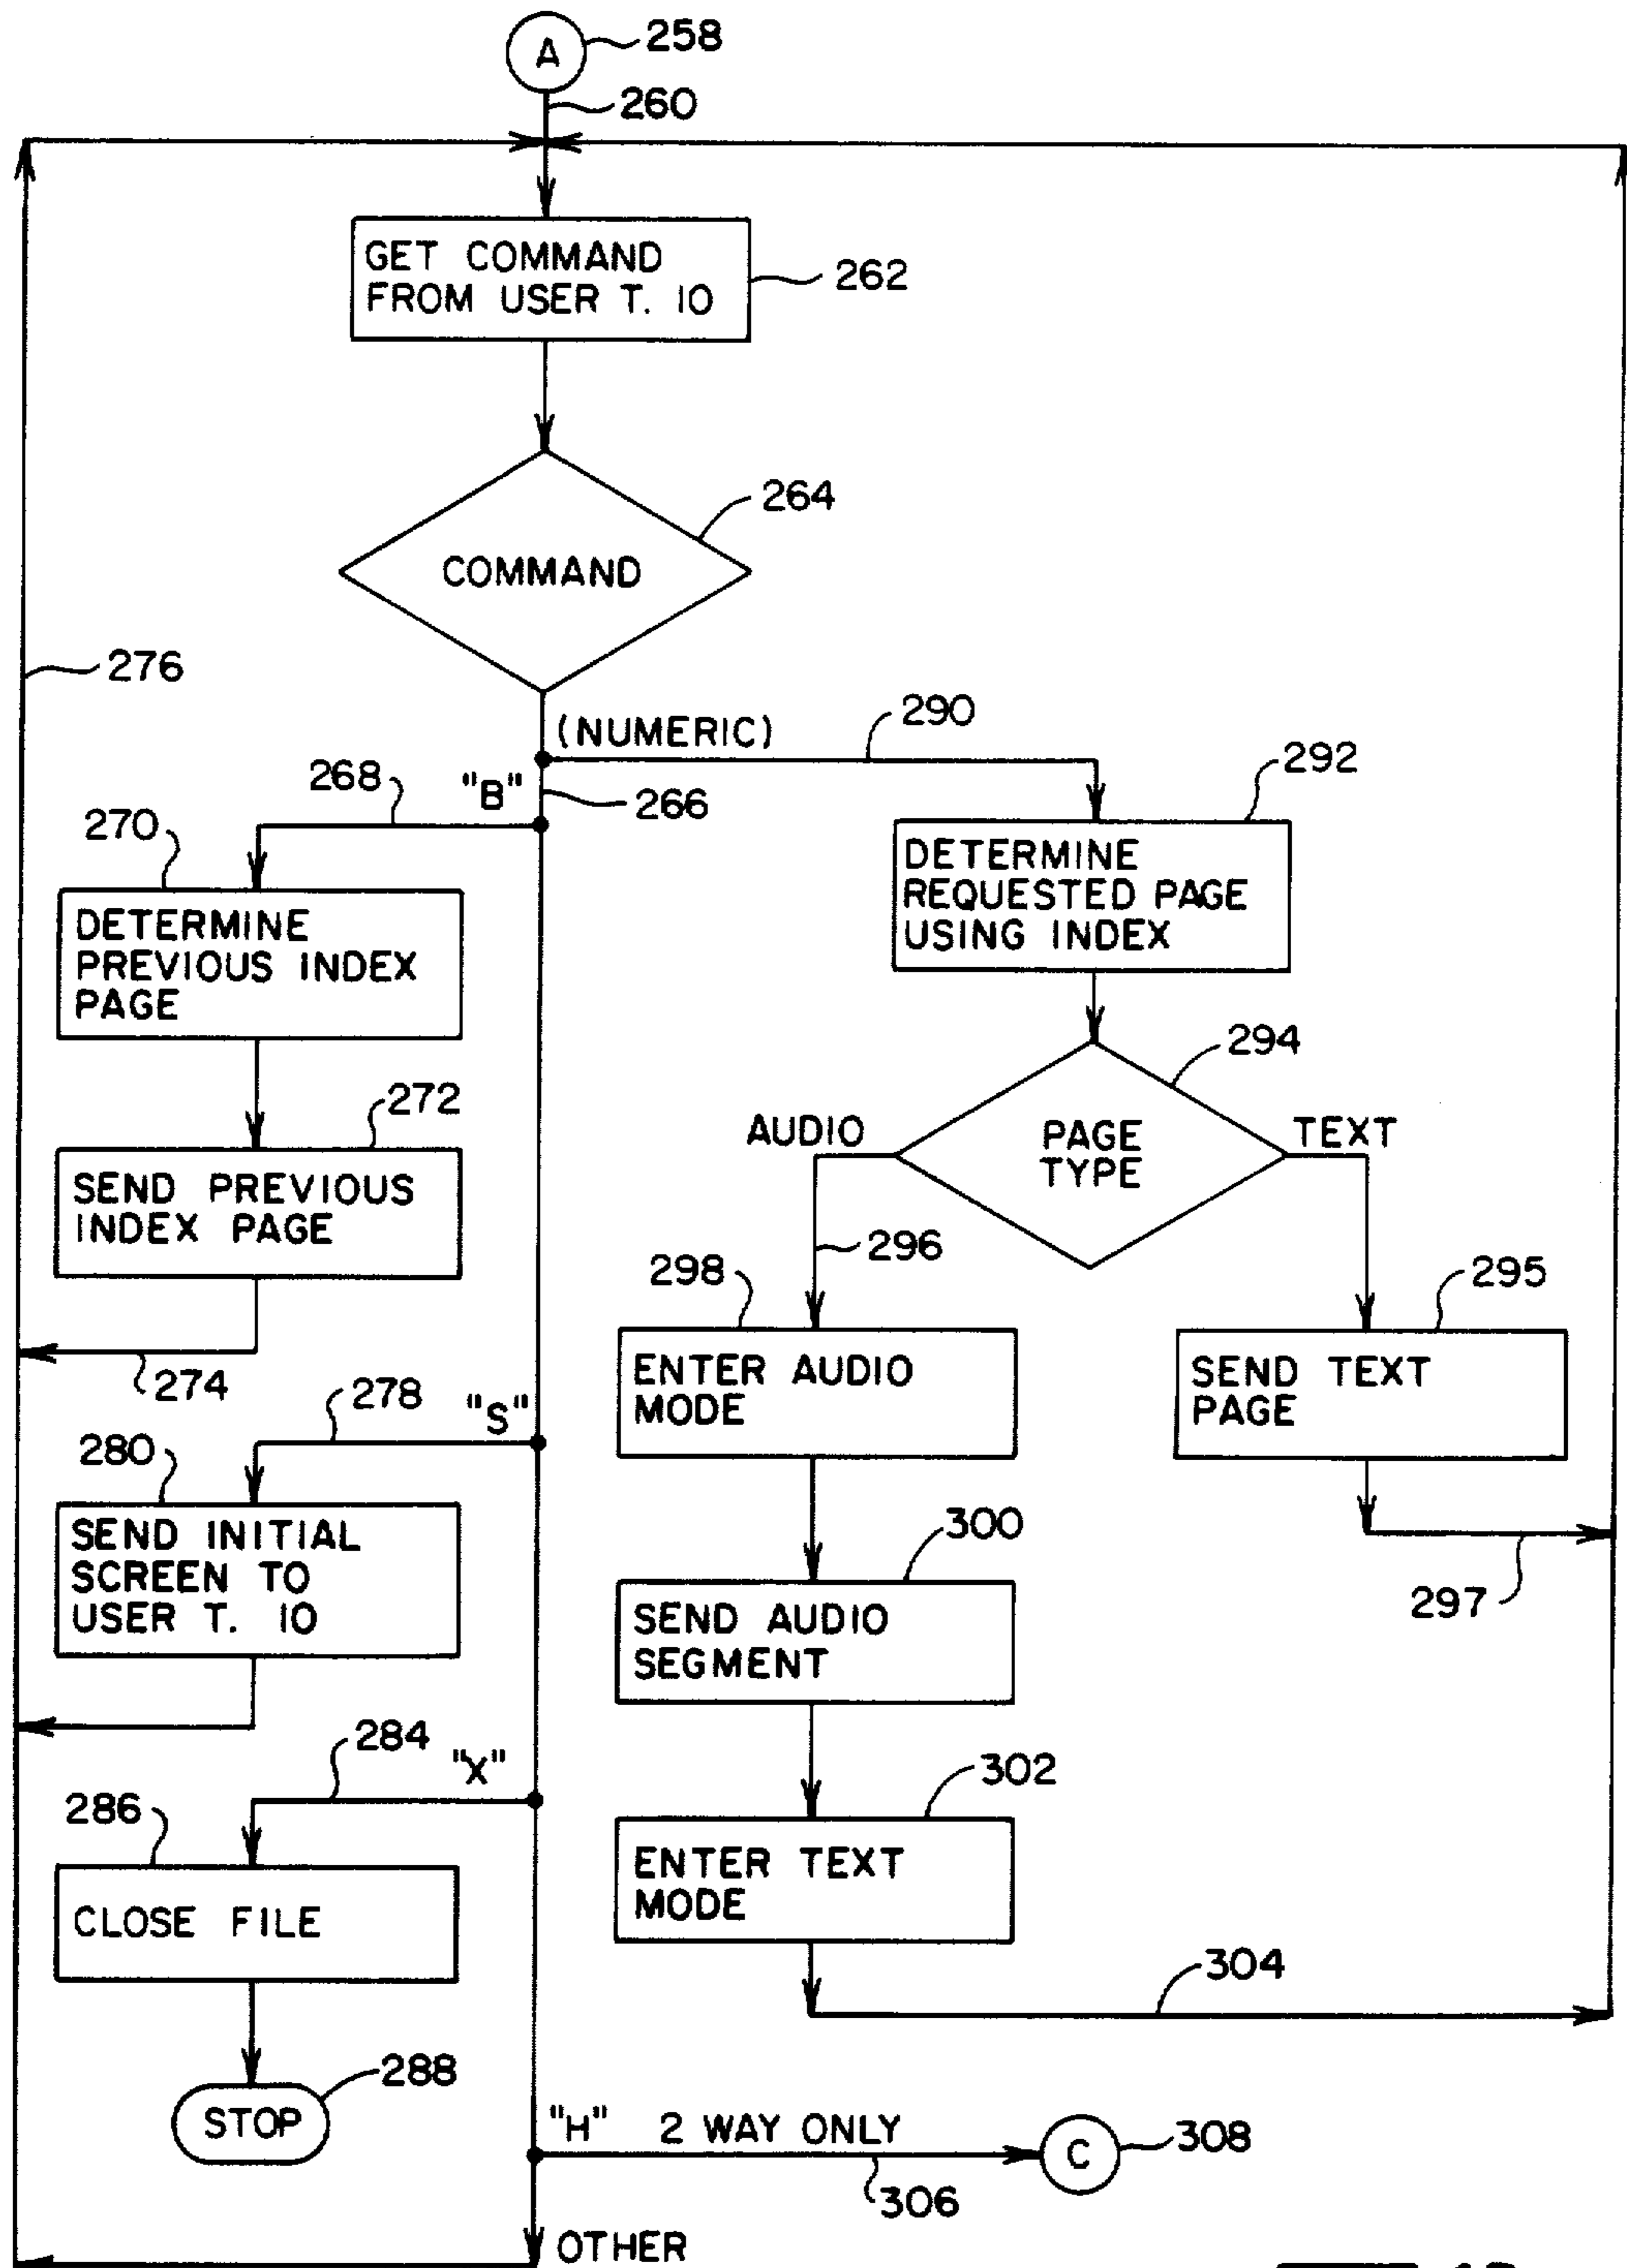 A
258
260
GET COMMAND
FROM USER T. 10
262
COMMAND
264
276
(NUMERIC)
290
292
268
"B"
266
270
DETERMINE
PREVIOUS INDEX
PAGE
DETERMINE
REQUESTED PAGE
USING INDEX
294
272
AUDIO
PAGE
TYPE
TEXT
SEND PREVIOUS
INDEX PAGE
296
298
295
274
ENTER AUDIO
MODE
SEND TEXT
PAGE
278
"S"
280
SEND INITIAL
SCREEN TO
USER T. 10
300
SEND AUDIO
SEGMENT
297
284
"X"
302
286
CLOSE FILE
ENTER TEXT
MODE
304
288
STOP
"H" 2 WAY ONLY
C
308
306
OTHER